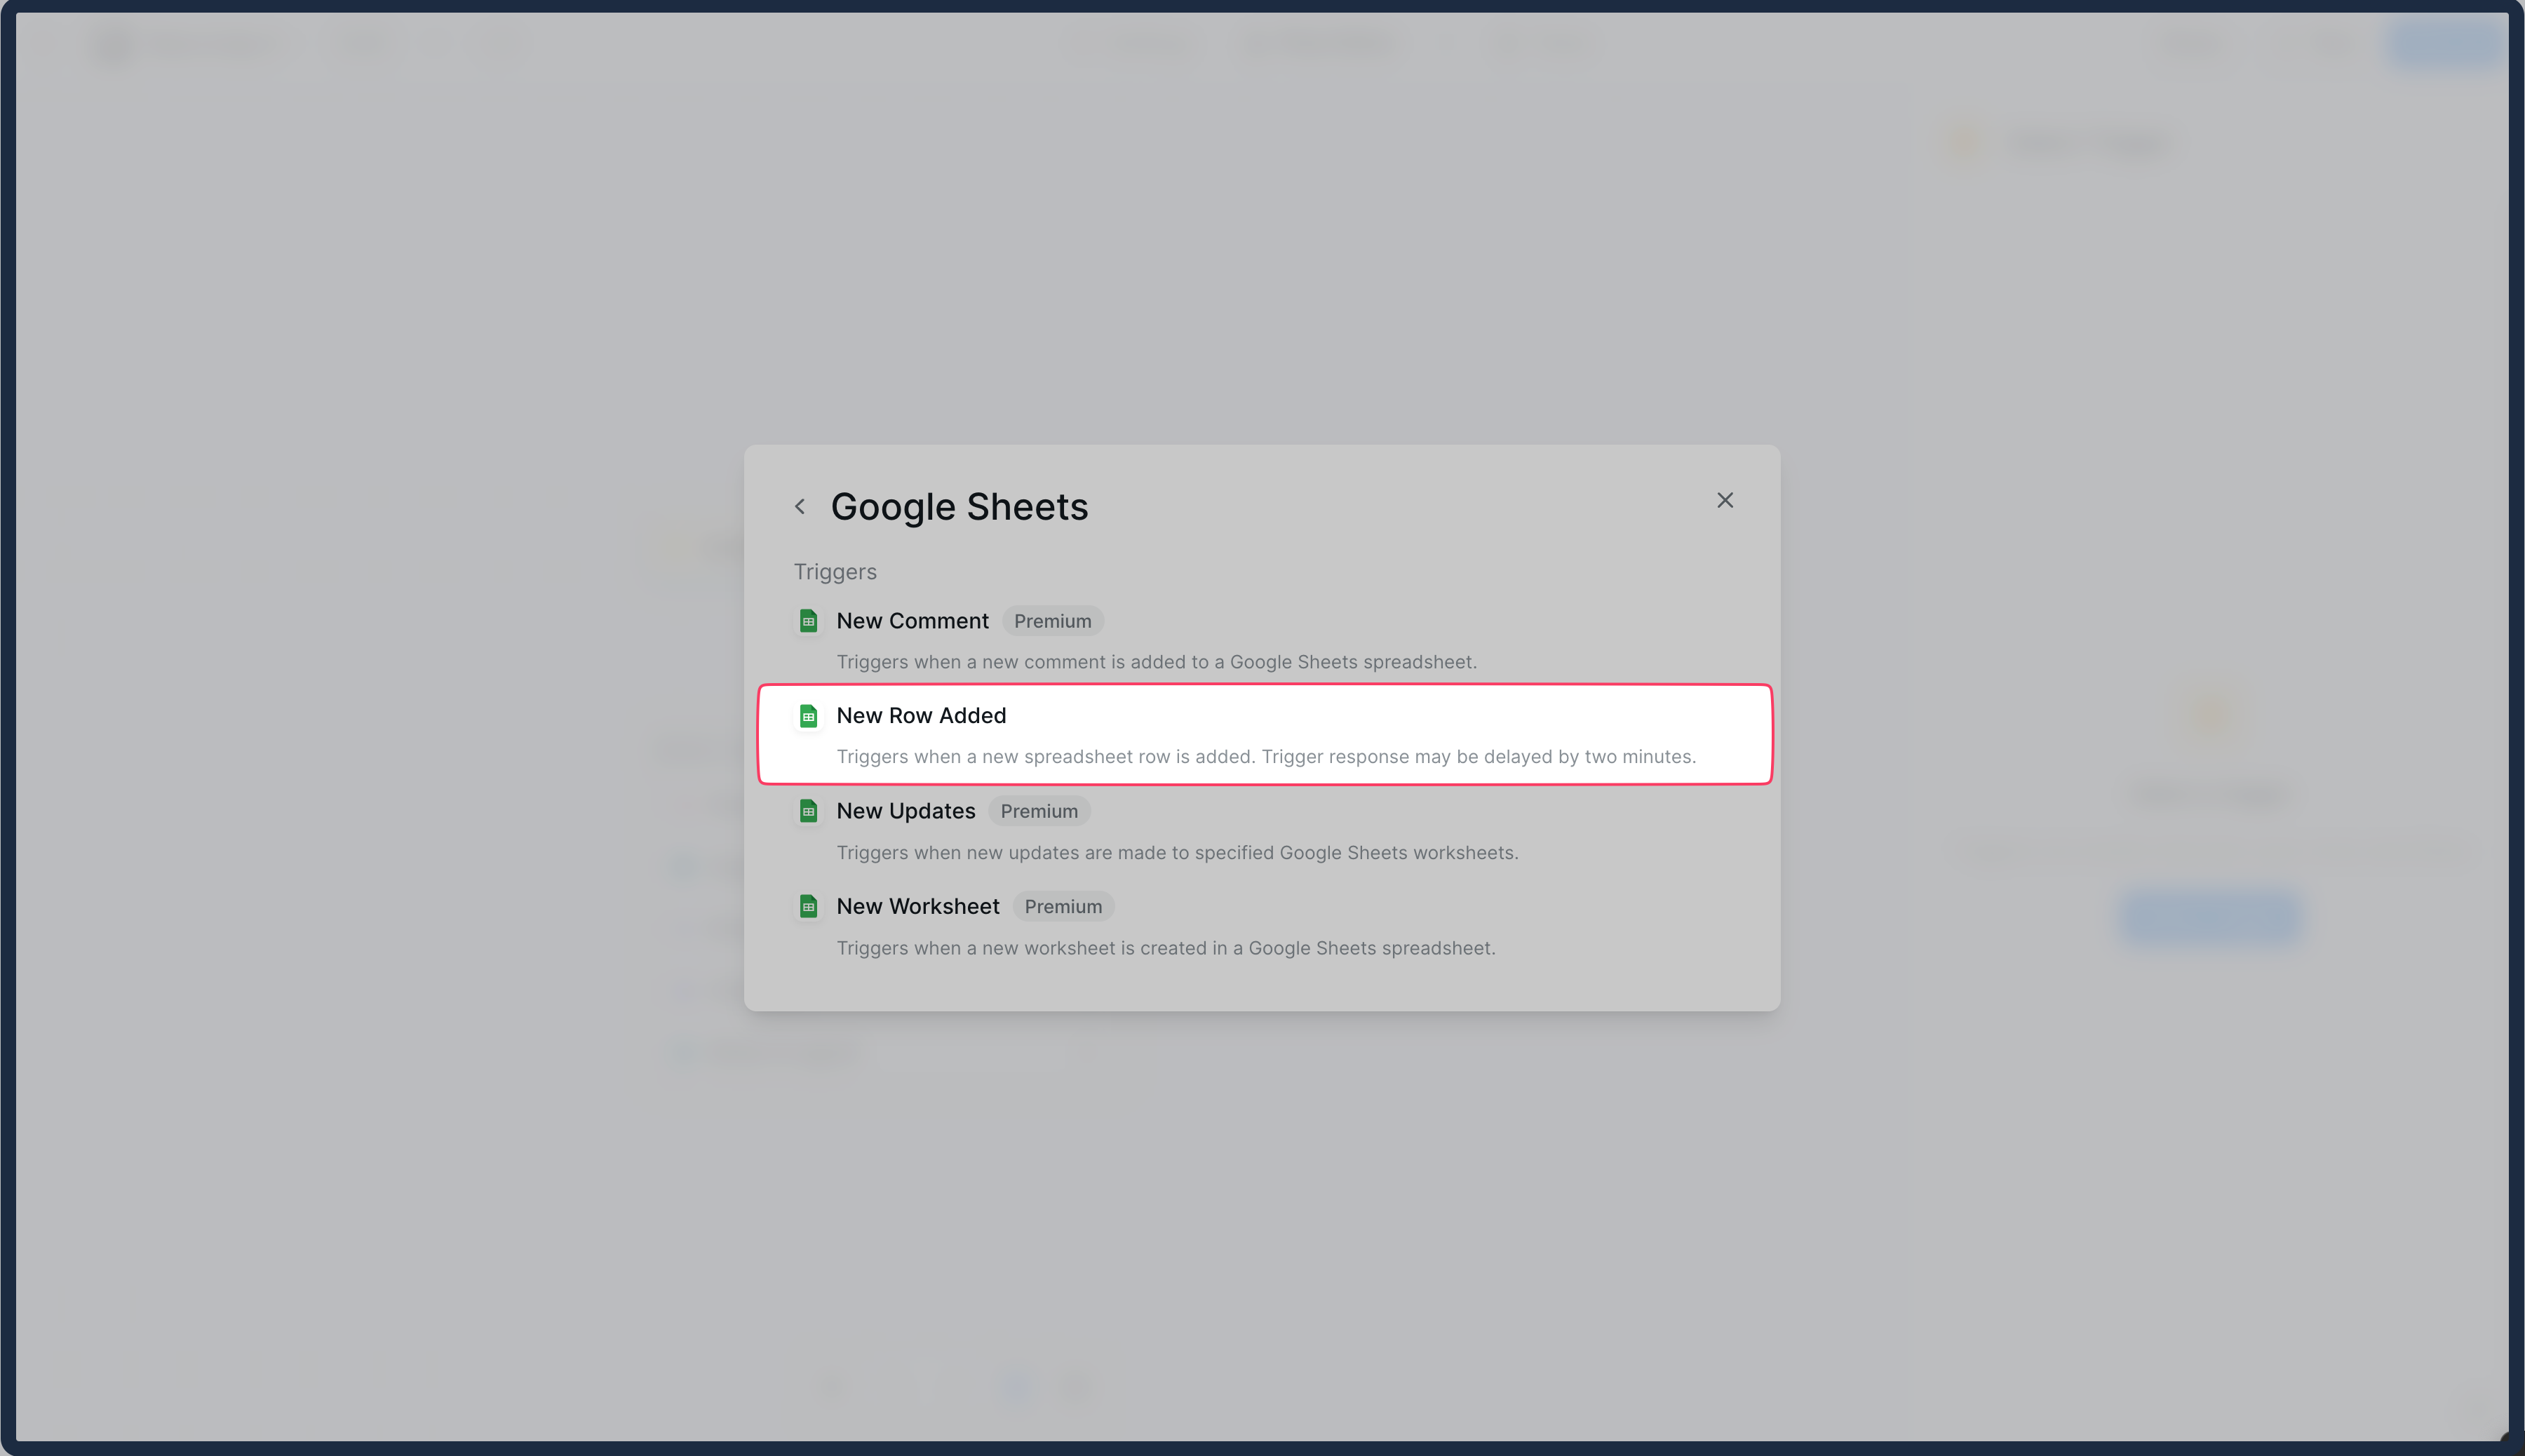 Google Sheets
Triggers
New Comment Premium
Triggers when a new comment is added to a Google Sheets spreadsheet.
New Row Added
Triggers when a new spreadsheet row is added. Trigger response may be delayed by two minutes.
New Updates Premium
Triggers when new updates are made to specified Google Sheets worksheets.
New Worksheet Premium
Triggers when a new worksheet is created in a Google Sheets spreadsheet.